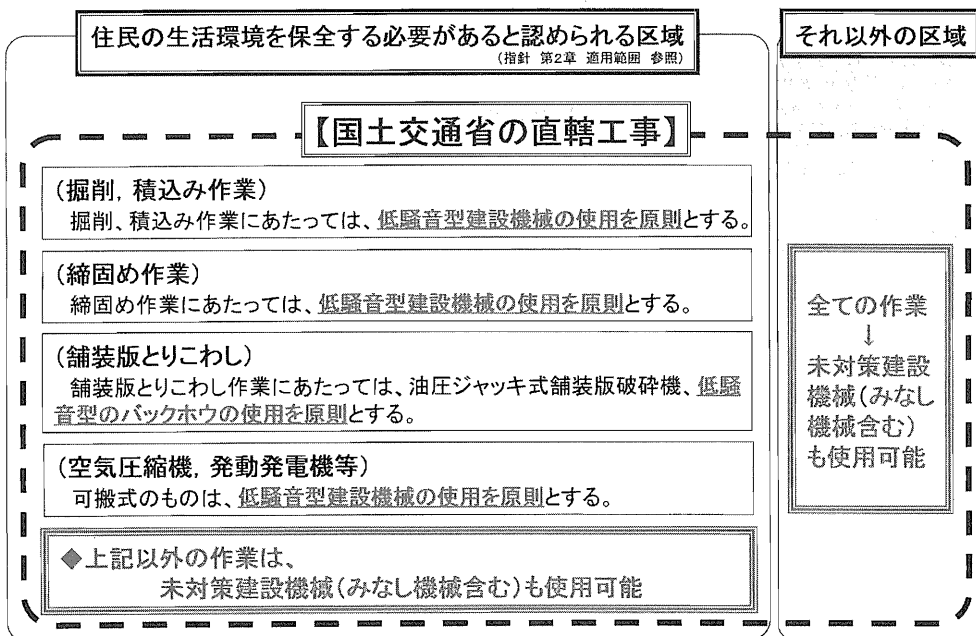 住民の生活環境を保全する必要があると認められる区域
(指針 第2章 適用範囲 参照)
それ以外の区域
【国土交通省の直轄工事】
(掘削, 積込み作業)
掘削、積込み作業にあたっては、低騒音型建設機械の使用を原則とする。
(締固め作業)
締固め作業にあたっては、低騒音型建設機械の使用を原則とする。
(舗装版とりこわし)
舗装版とりこわし作業にあたっては、油圧ジャッキ式舗装版破砕機、低騒
音型のバックホウの使用を原則とする。
(空気圧縮機, 発動発電機等)
可搬式のものは、低騒音型建設機械の使用を原則とする。
◆上記以外の作業は、
未対策建設機械(みなし機械含む)も使用可能
全ての作業
↓
未対策建設
機械(みなし
機械含む)
も使用可能